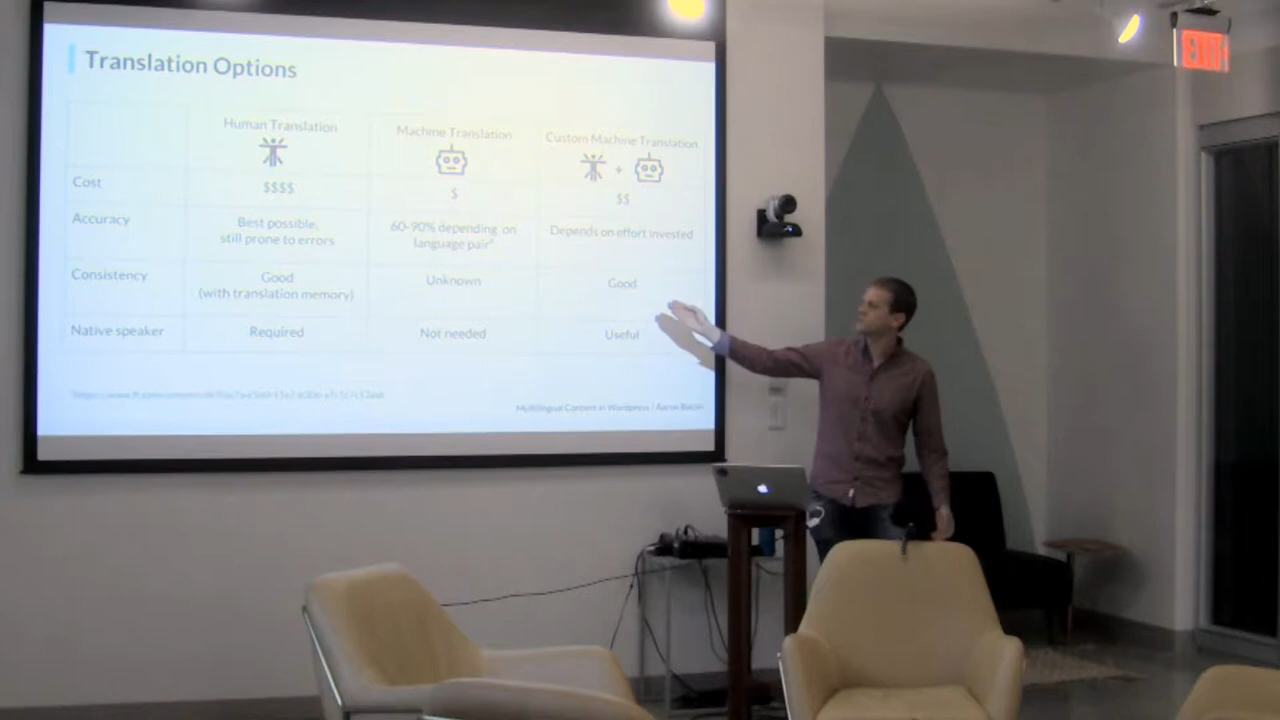 Translation Options
Human Translation
Machine Translation
Custom Machine Translation
+
Cost
$$$$
$
$$
Accuracy
Best possible,
still prone to errors
60-90% depending on
language pair
Depends on effort invested
Consistency
Good
(with translation memory)
Unknown
Good
Native speaker
Required
Not needed
Useful
Multilingual Content in Wordpress / Aaron
EXIT